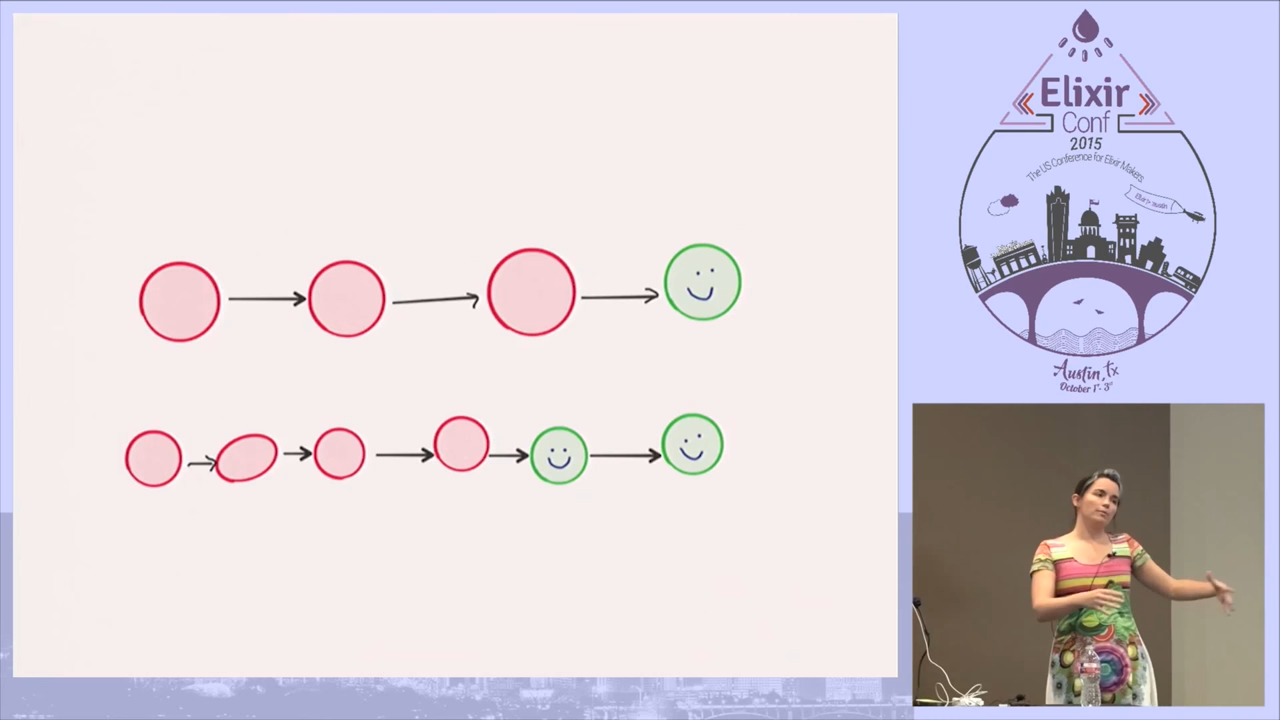 Elixir
Conf
2015
The US Conference for Elixir Makers
Austin, Tx
October 1st - 3rd